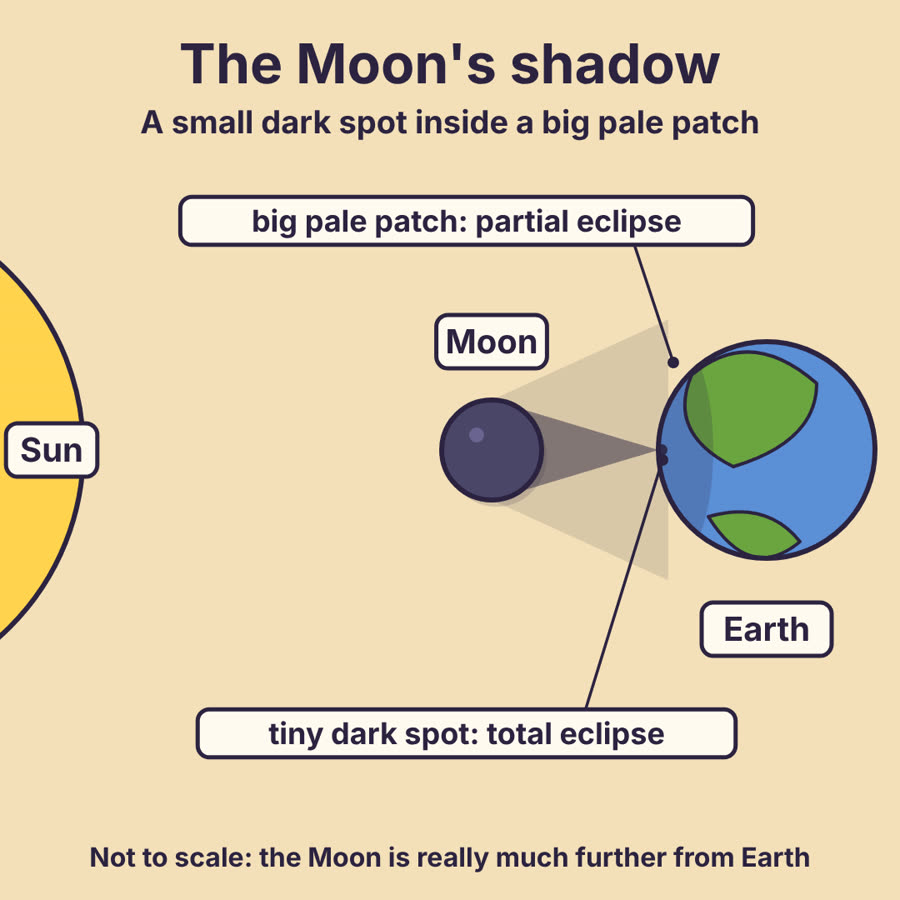 The Moon's shadow
A small dark spot inside a big pale patch
big pale patch: partial eclipse
Moon
Sun
Earth
tiny dark spot: total eclipse
Not to scale: the Moon is really much further from Earth